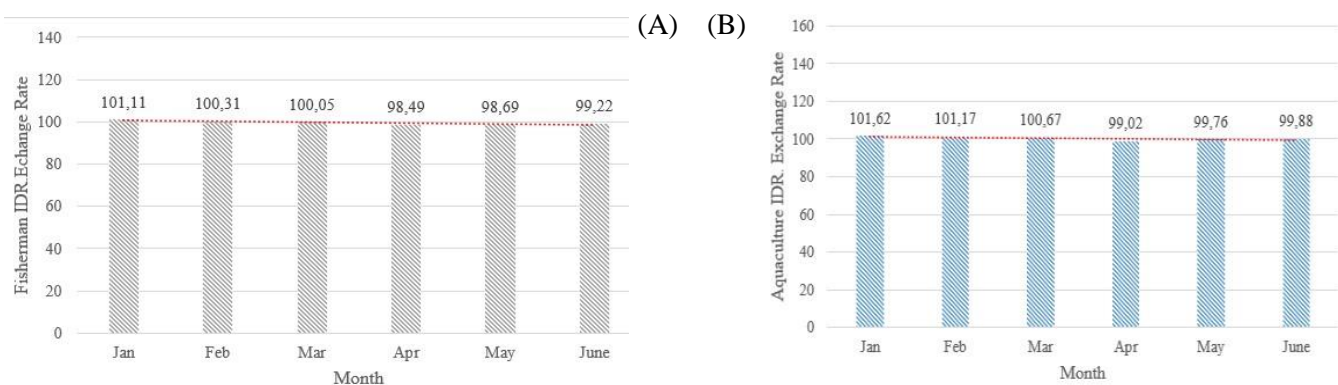 (A) (B)
Fisherman IDR.Echange Rate
140
120
100
80
60
40
20
0
101,11 100,31 100,05 98,49 98,69 99,22
Jan Feb Mar Apr May June
Month
Aquaculture IDR. Exchange Rate
160
140
120
100
80
60
40
20
0
101,62 101,17 100,67 99,02 99,76 99,88
Jan Feb Mar Apr May June
Month